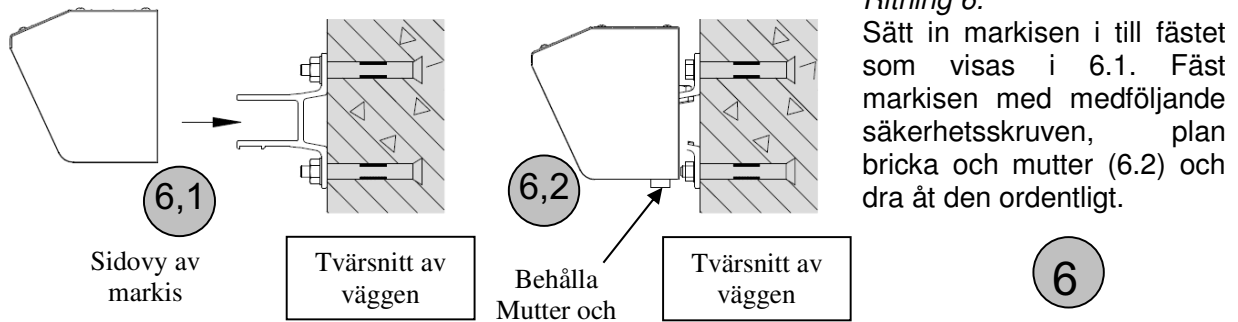 Ritning 6.
Sätt in markisen i till fästet
som visas i 6.1. Fäst
markisen med medföljande
säkerhetsskruven, plan
bricka och mutter (6.2) och
dra åt den ordentligt.
6,1
6,2
Sidovy av
markis
Tvärsnitt av
väggen
Behålla
Mutter och
Tvärsnitt av
väggen
6